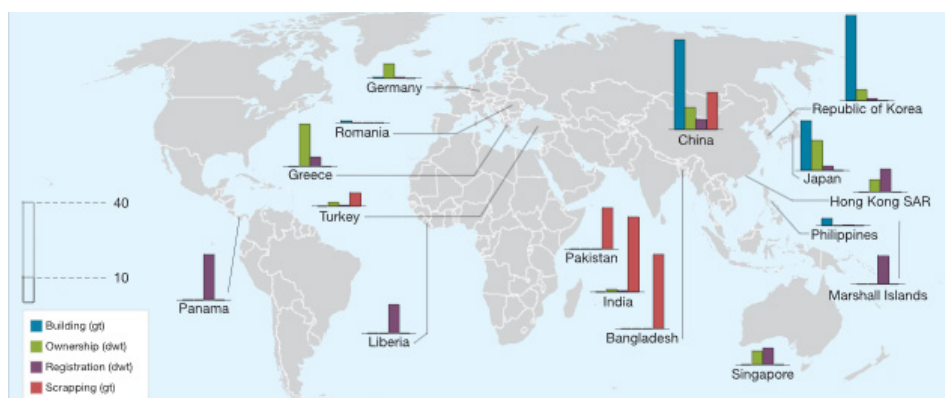 Germany
Romania
Greece
Turkey
China
Republic of Korea
Japan
Hong Kong SAR
Philippines
Marshall Islands
Pakistan
India
Bangladesh
Singapore
Panama
Liberia
40
10
Building (gt)
Ownership (dwt)
Registration (dwt)
Scrapping (gt)